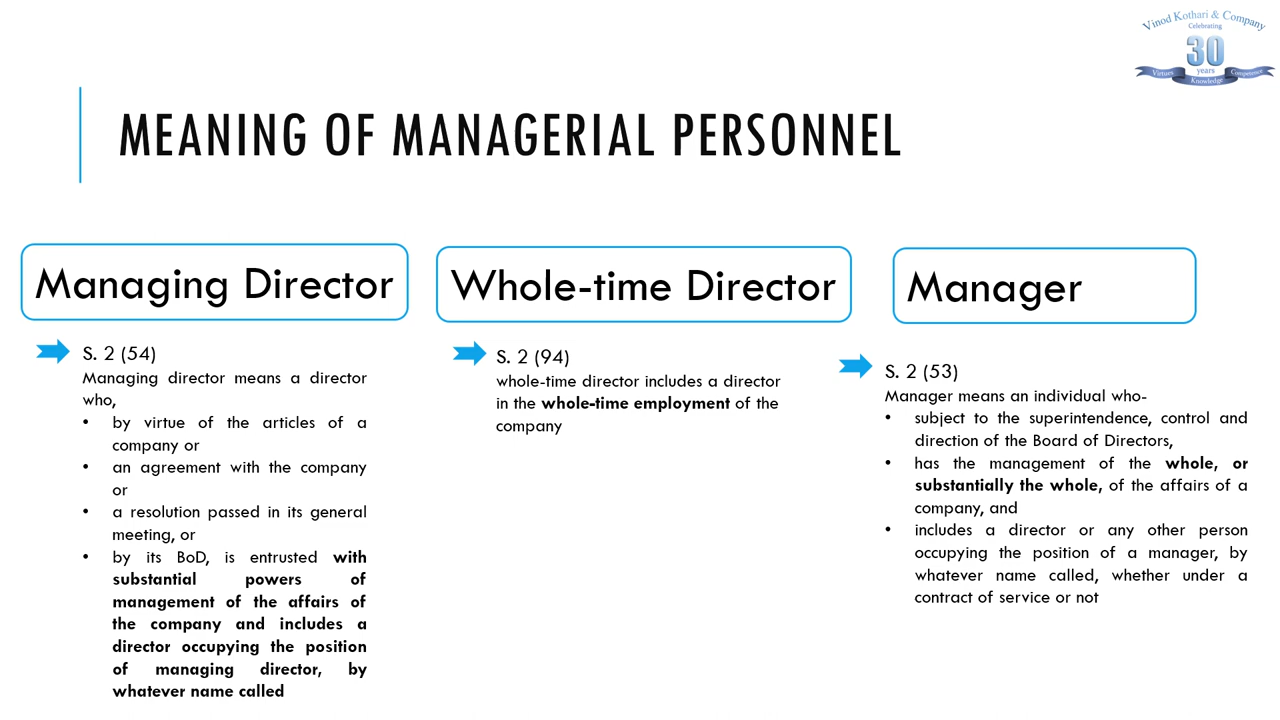 Vinod Kothari & Company
Celebrating
30
years
Virtues Knowledge Competence
MEANING OF MANAGERIAL PERSONNEL
Managing Director
S. 2 (54)
Managing director means a director
who,
• by virtue of the articles of a
company or
• an agreement with the company
or
• a resolution passed in its general
meeting, or
• by its BoD, is entrusted with
substantial powers of
management of the affairs of
the company and includes a
director occupying the position
of managing director, by
whatever name called
Whole-time Director
S. 2 (94)
whole-time director includes a director
in the whole-time employment of the
company
Manager
S. 2 (53)
Manager means an individual who-
• subject to the superintendence, control and
direction of the Board of Directors,
• has the management of the whole, or
substantially the whole, of the affairs of a
company, and
• includes a director or any other person
occupying the position of a manager, by
whatever name called, whether under a
contract of service or not